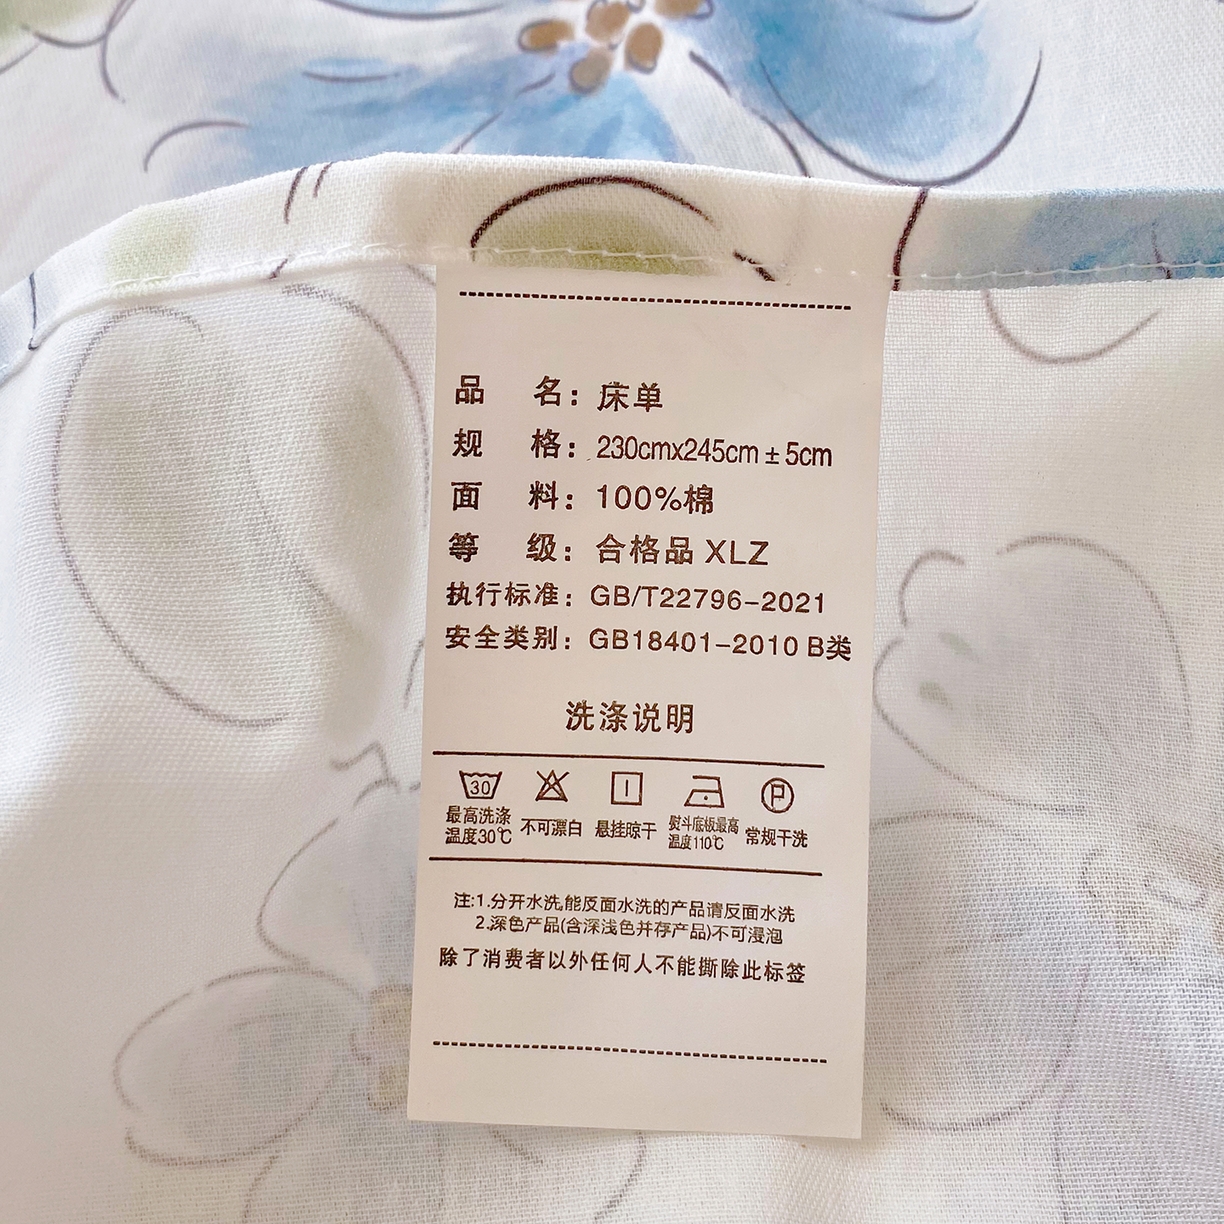 品 名：床单
规 格：230cmx245cm±5cm
面 料：100%棉
等 级：合格品 XLZ
执行标准：GB/T22796-2021
安全类别：GB18401-2010 B类
洗涤说明
30 P
最高洗涤 温度30℃ 不可漂白 悬挂晾干 熨斗底板最高 温度110℃ 常规干洗
注:1.分开水洗,能反面水洗的产品请反面水洗
2.深色产品(含深浅色并存产品)不可浸泡
除了消费者以外任何人不能撕除此标签